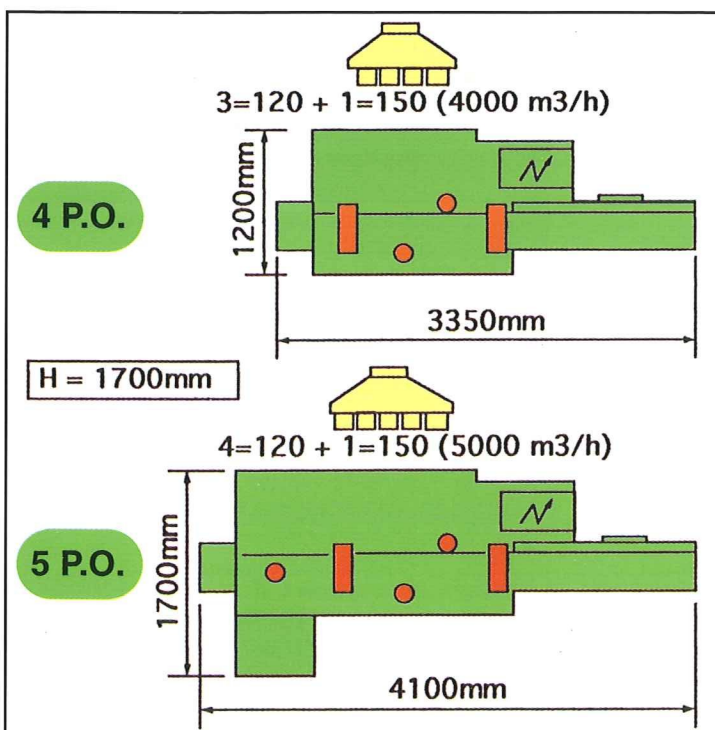 3=120 + 1=150 (4000 m3/h)
1200mm
4 P.O.
3350mm
H = 1700mm
4=120 + 1=150 (5000 m3/h)
1700mm
5 P.O.
4100mm